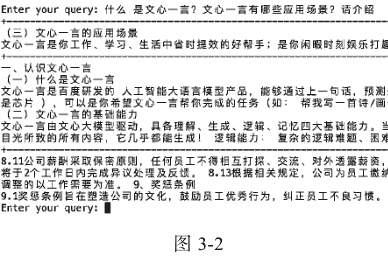 Enter your query: 什么 是文心一言? 文心一言有哪些应用场景? 请介绍
(三) 文心一言的应用场景
文心一言是你工作、学习、生活中省时提效的好帮手; 是你闲暇时刻娱乐打趣
一、认识文心一言
(一) 什么是文心一言
文心一言是百度研发的 人工智能大语言模型产品, 能够通过上一句话, 预测
是芯片 ), 可以是你希望文心一言帮你完成的任务 (如: 帮我写一首诗/画
(二) 文心一言的基础能力
文心一言由文心大模型驱动, 具备理解、生成、逻辑、记忆四大基础能力。当
目光所致的所有内容, 它几乎都能生成! 逻辑能力: 复杂的逻辑难题、困难
8.11公司薪酬采取保密原则, 任何员工不得相互打探、交流、对外透露薪资,
将于2个工作日内完成异议处理及反馈。 8.13根据相关规定, 公司为员工缴纳
调整的以工作需要为准。 9、奖惩条例
9.1奖惩条例旨在塑造公司的文化, 鼓励员工优秀行为, 纠正员工不良习惯。
Enter your query:
图 3-2